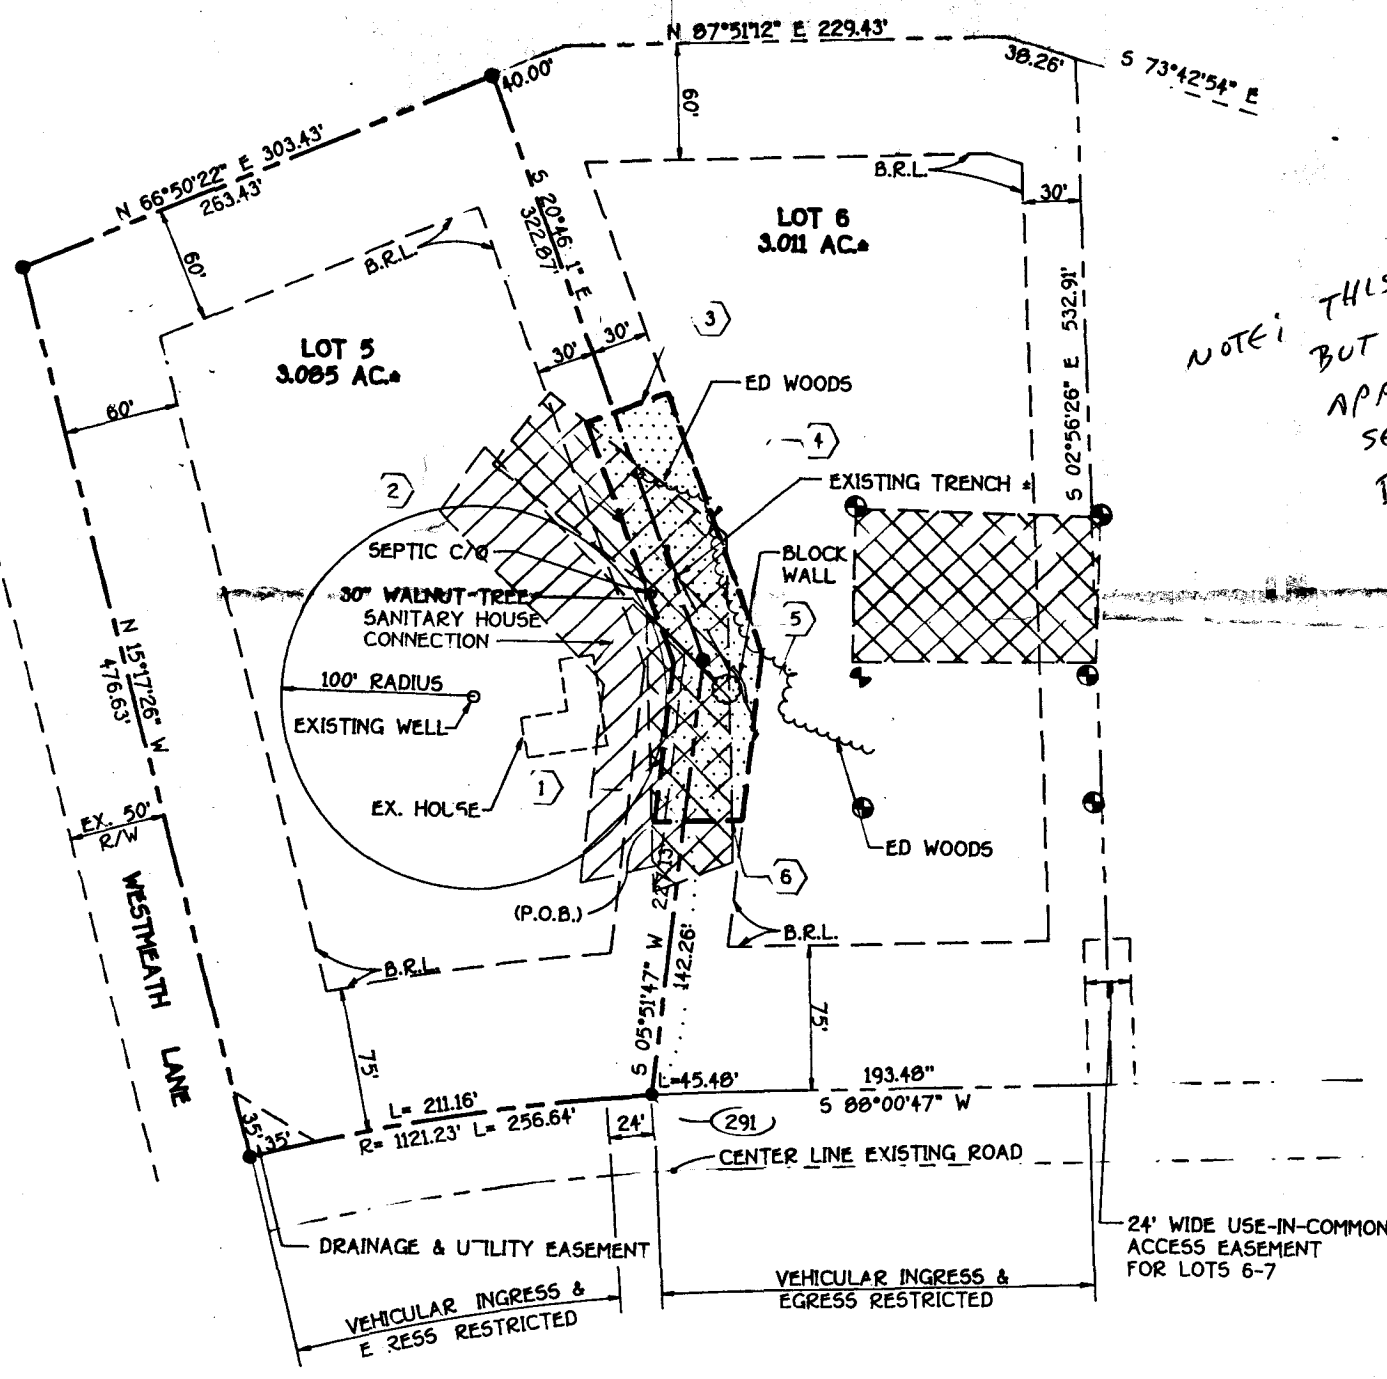 N 87°51'12" E 229.43'
38.26'
S 73°42'54" E
40.00'
60'
N 66°50'22" E 303.43'
263.43'
60'
B.R.L.
B.R.L.
30'
LOT 6
3.011 AC.±
S 20°46' 1" E
322.87'
S 02°56'26" E 532.91'
NOTE: THIS
BUT
APP
SE
LOT 5
3.085 AC.±
30'
30'
3
60'
ED WOODS
4
EXISTING TRENCH ±
2
SEPTIC C/O
BLOCK
WALL
30" WALNUT TREE
SANITARY HOUSE
CONNECTION
5
100' RADIUS
EXISTING WELL
N 15°17'26" W
476.63'
1
EX. HOUSE
EX. 50'
R/W
ED WOODS
6
WESTMEATH LANE
(P.O.B.)
B.R.L.
B.R.L.
S 05°51'47" W
142.26'
75'
75'
L=45.48'
193.48"
S 88°00'47" W
L= 211.16'
R= 1121.23' L= 256.64'
24'
291
35'
35'
CENTER LINE EXISTING ROAD
DRAINAGE & UTILITY EASEMENT
24' WIDE USE-IN-COMMON
ACCESS EASEMENT
FOR LOTS 6-7
VEHICULAR INGRESS &
E RESS RESTRICTED
VEHICULAR INGRESS &
EGRESS RESTRICTED